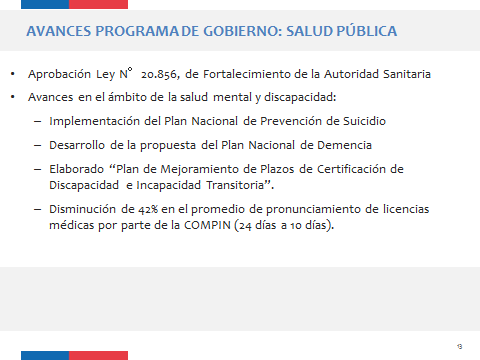 AVANCES PROGRAMA DE GOBIERNO: SALUD PÚBLICA
• Aprobación Ley N° 20.856, de Fortalecimiento de la Autoridad Sanitaria
• Avances en el ámbito de la salud mental y discapacidad:
– Implementación del Plan Nacional de Prevención de Suicidio
– Desarrollo de la propuesta del Plan Nacional de Demencia
– Elaborado “Plan de Mejoramiento de Plazos de Certificación de
Discapacidad e Incapacidad Transitoria”.
– Disminución de 42% en el promedio de pronunciamiento de licencias
médicas por parte de la COMPIN (24 días a 10 días).
13